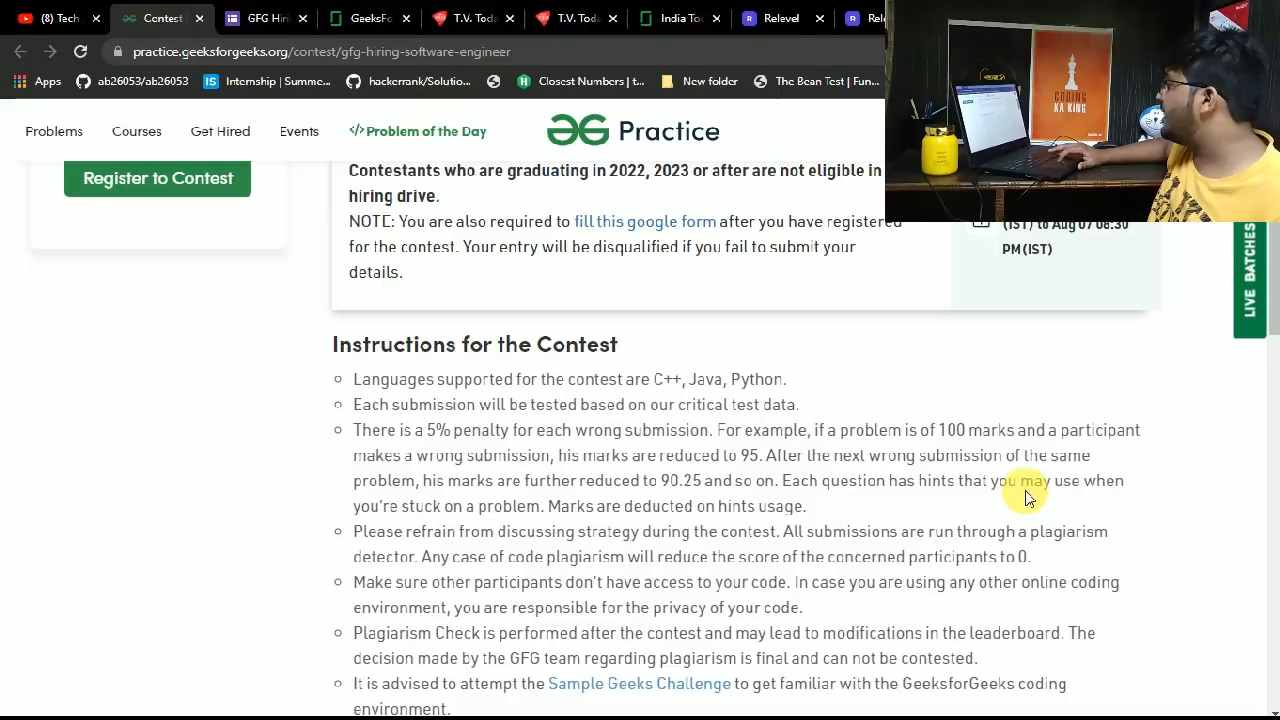 (8) Tech
Contest
GFG Hiri
GeeksFo
T.V. Toda
T.V. Toda
India To
Relevel
Rel
practice.geeksforgeeks.org/contest/gfg-hiring-software-engineer
Apps
ab26053/ab26053
Internship (Summe...
hackerrank/Solutio...
Closest Numbers | t...
New folder
The Bean Test | Fun...
CODING
KA KING
Problems
Courses
Get Hired
Events
</>Problem of the Day
Practice
Register to Contest
Contestants who are graduating in 2022, 2023 or after are not eligible in
hiring drive.
NOTE: You are also required to fill this google form after you have registered
for the contest. Your entry will be disqualified if you fail to submit your
details.
(IST) to Aug 07 08:30
PM(IST)
LIVE BATCHES
Instructions for the Contest
Languages supported for the contest are C++, Java, Python.
Each submission will be tested based on our critical test data.
There is a 5% penalty for each wrong submission. For example, if a problem is of 100 marks and a participant
makes a wrong submission, his marks are reduced to 95. After the next wrong submission of the same
problem, his marks are further reduced to 90.25 and so on. Each question has hints that you may use when
you're stuck on a problem. Marks are deducted on hints usage.
Please refrain from discussing strategy during the contest. All submissions are run through a plagiarism
detector. Any case of code plagiarism will reduce the score of the concerned participants to 0.
Make sure other participants don't have access to your code. In case you are using any other online coding
environment, you are responsible for the privacy of your code.
Plagiarism Check is performed after the contest and may lead to modifications in the leaderboard. The
decision made by the GFG team regarding plagiarism is final and can not be contested.
It is advised to attempt the Sample Geeks Challenge to get familiar with the GeeksforGeeks coding
environment.